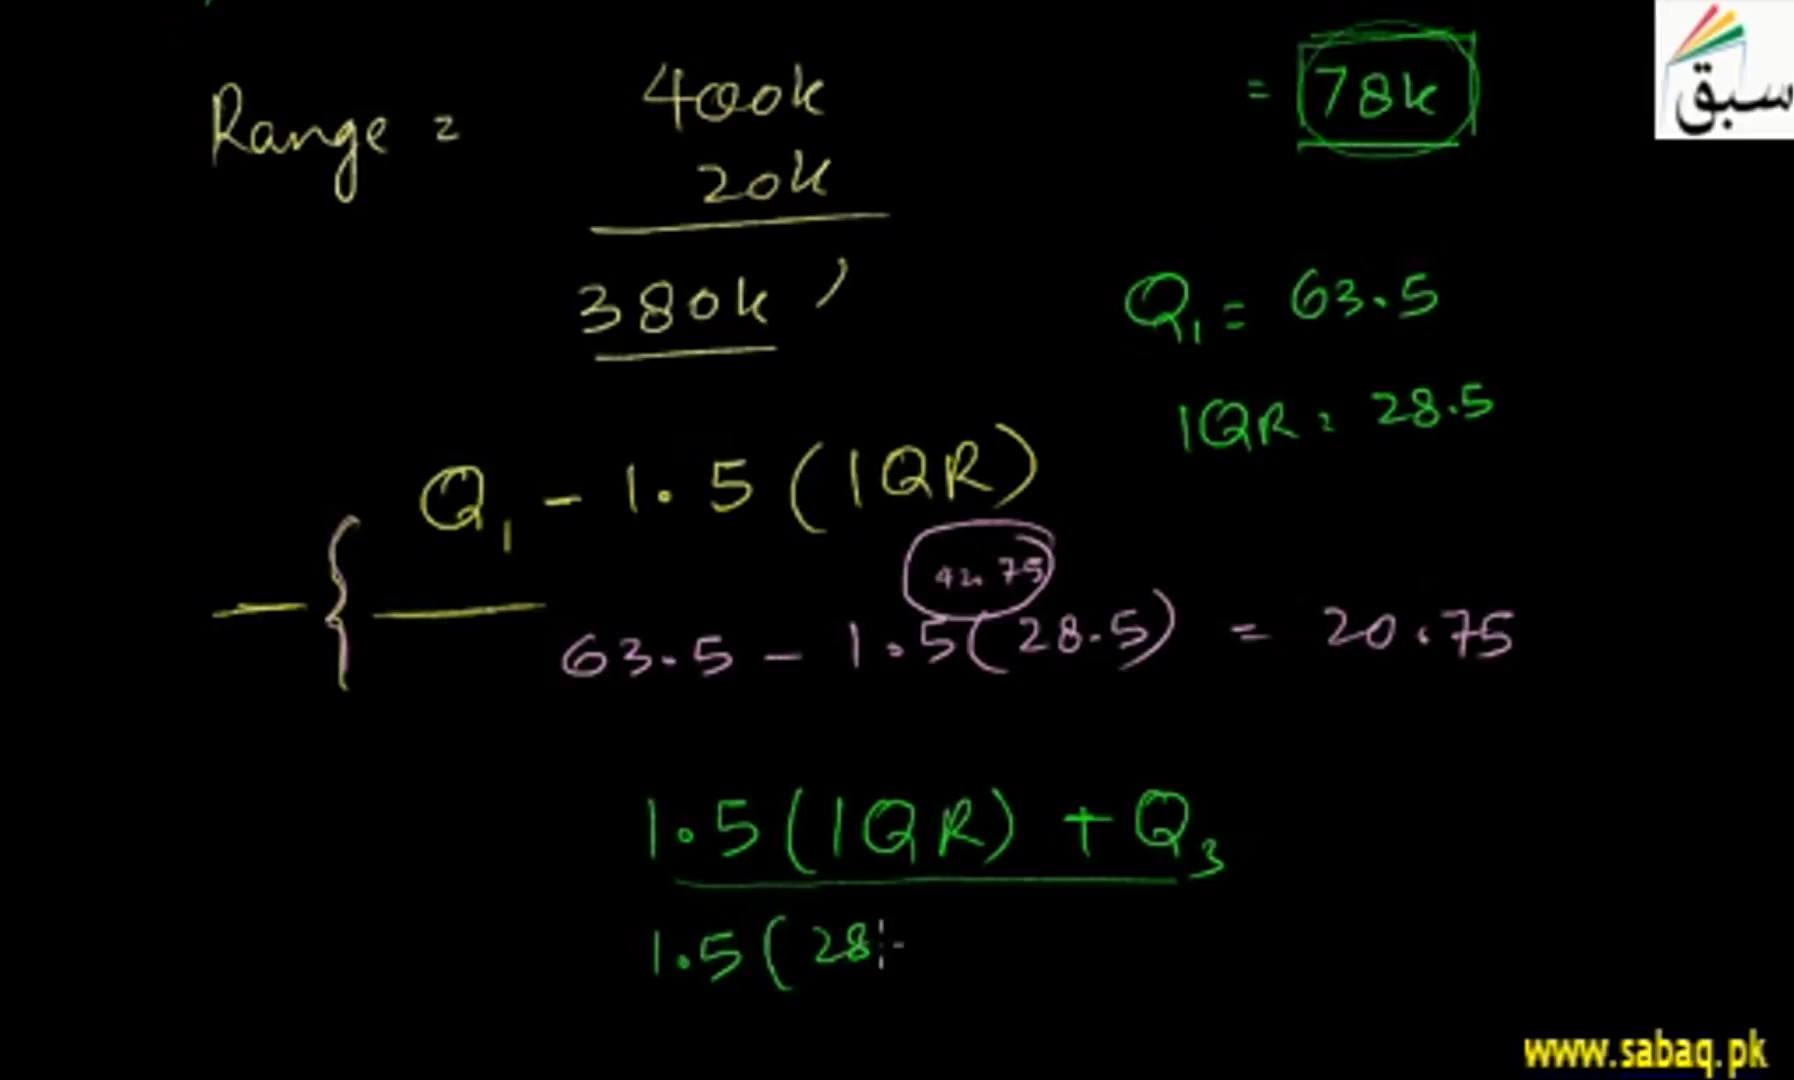 Range = 400k
20k
380k,
= 78k
سبق
Q₁ = 63.5
IQR = 28.5
Q₁ - 1.5 (IQR)
42.75
63.5 - 1.5(28.5) = 20.75
1.5(IQR) + Q₃
1.5( 28
www.sabaq.pk